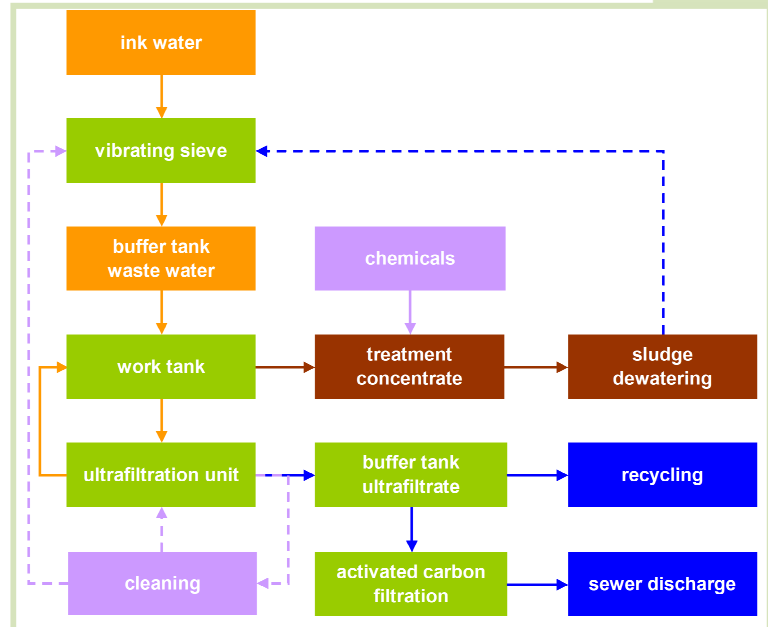 ink water
vibrating sieve
buffer tank
waste water
chemicals
work tank
treatment
concentrate
sludge
dewatering
ultrafiltration unit
buffer tank
ultrafiltrate
recycling
cleaning
activated carbon
filtration
sewer discharge